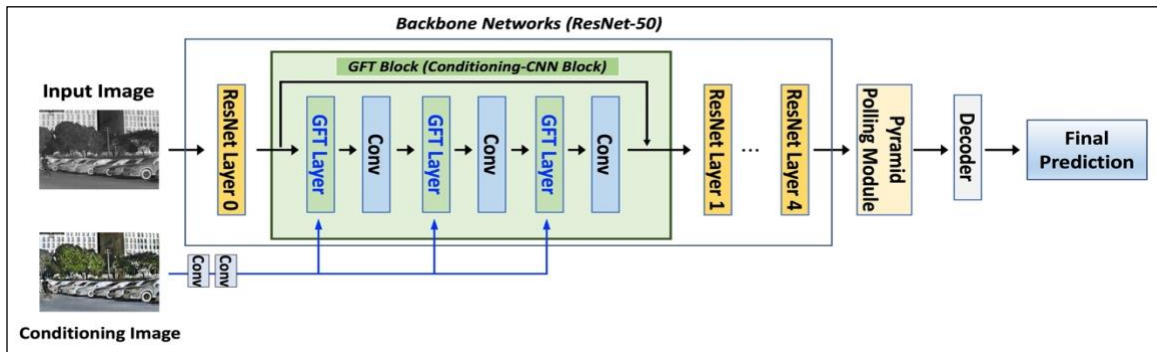 Backbone Networks (ResNet-50)
GFT Block (Conditioning-CNN Block)
Input Image
ResNet Layer 0
GFT Layer
Conv
GFT Layer
Conv
GFT Layer
Conv
ResNet Layer 1
...
ResNet Layer 4
Pyramid
Polling Module
Decoder
Final
Prediction
Conv
Conv
Conditioning Image